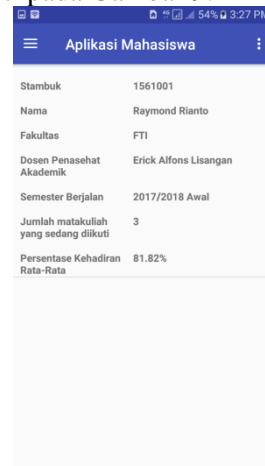 54% 3:27 PM
Aplikasi Mahasiswa
Stambuk 1561001
Nama Raymond Rianto
Fakultas FTI
Dosen Penasehat Erick Alfons Lisangan
Akademik
Semester Berjalan 2017/2018 Awal
Jumlah matakuliah 3
yang sedang diikuti
Persentase Kehadiran 81.82%
Rata-Rata